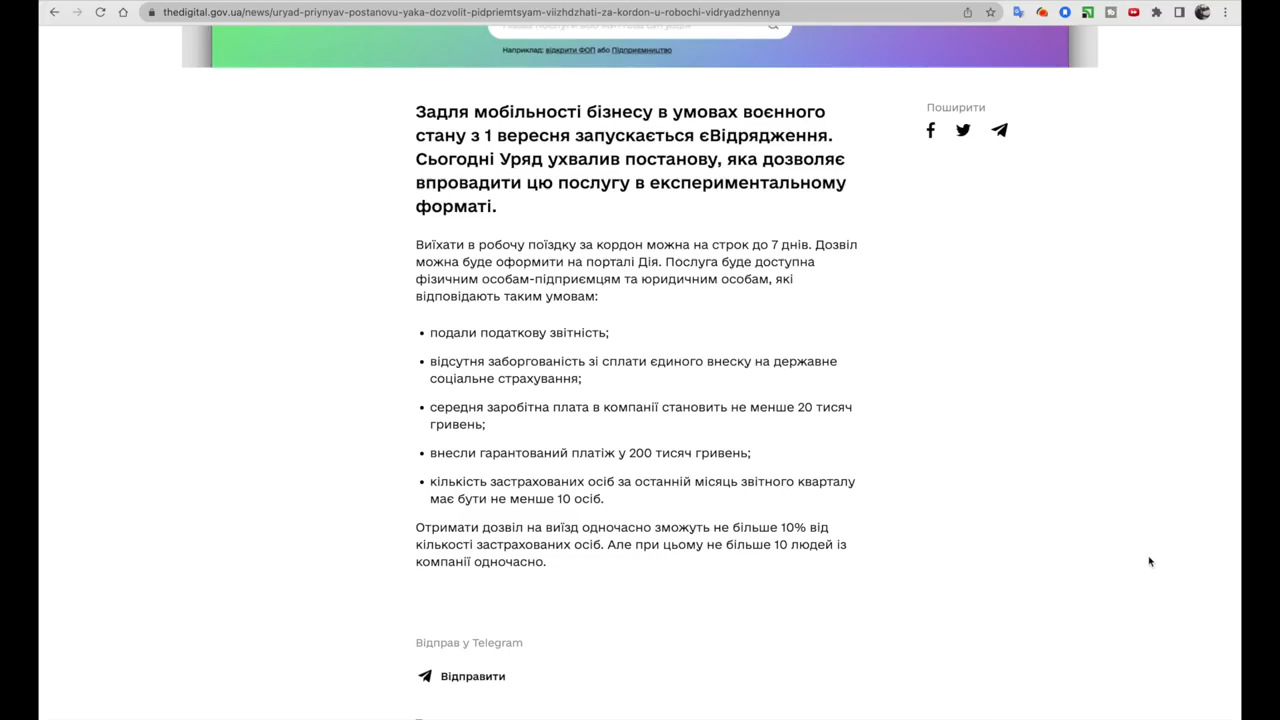 thedigital.gov.ua/news/uryad-priynyav-postanovu-yaka-dozvolit-pidpriemtsyam-viizhdzhati-za-kordon-u-robochi-vidryadzhennya
Наприклад: відкрити ФОП або Підприємництво
Задля мобільності бізнесу в умовах воєнного
стану з 1 вересня запускається єВідрядження.
Сьогодні Уряд ухвалив постанову, яка дозволяє
впровадити цю послугу в експериментальному
форматі.
Поширити
Виїхати в робочу поїздку за кордон можна на строк до 7 днів. Дозвіл
можна буде оформити на порталі Дія. Послуга буде доступна
фізичним особам-підприємцям та юридичним особам, які
відповідають таким умовам:
• подали податкову звітність;
• відсутня заборгованість зі сплати єдиного внеску на державне
соціальне страхування;
• середня заробітна плата в компанії становить не менше 20 тисяч
гривень;
• внесли гарантований платіж у 200 тисяч гривень;
• кількість застрахованих осіб за останній місяць звітного кварталу
має бути не менше 10 осіб.
Отримати дозвіл на виїзд одночасно зможуть не більше 10% від
кількості застрахованих осіб. Але при цьому не більше 10 людей із
компанії одночасно.
Відправ у Telegram
Відправити